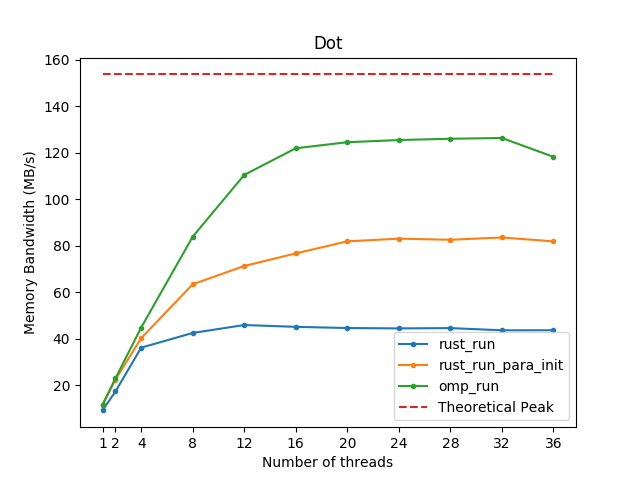 Dot
Memory Bandwidth (MB/s)
160
140
120
100
80
60
40
20
rust_run
rust_run_para_init
omp_run
Theoretical Peak
1 2 4 8 12 16 20 24 28 32 36
Number of threads